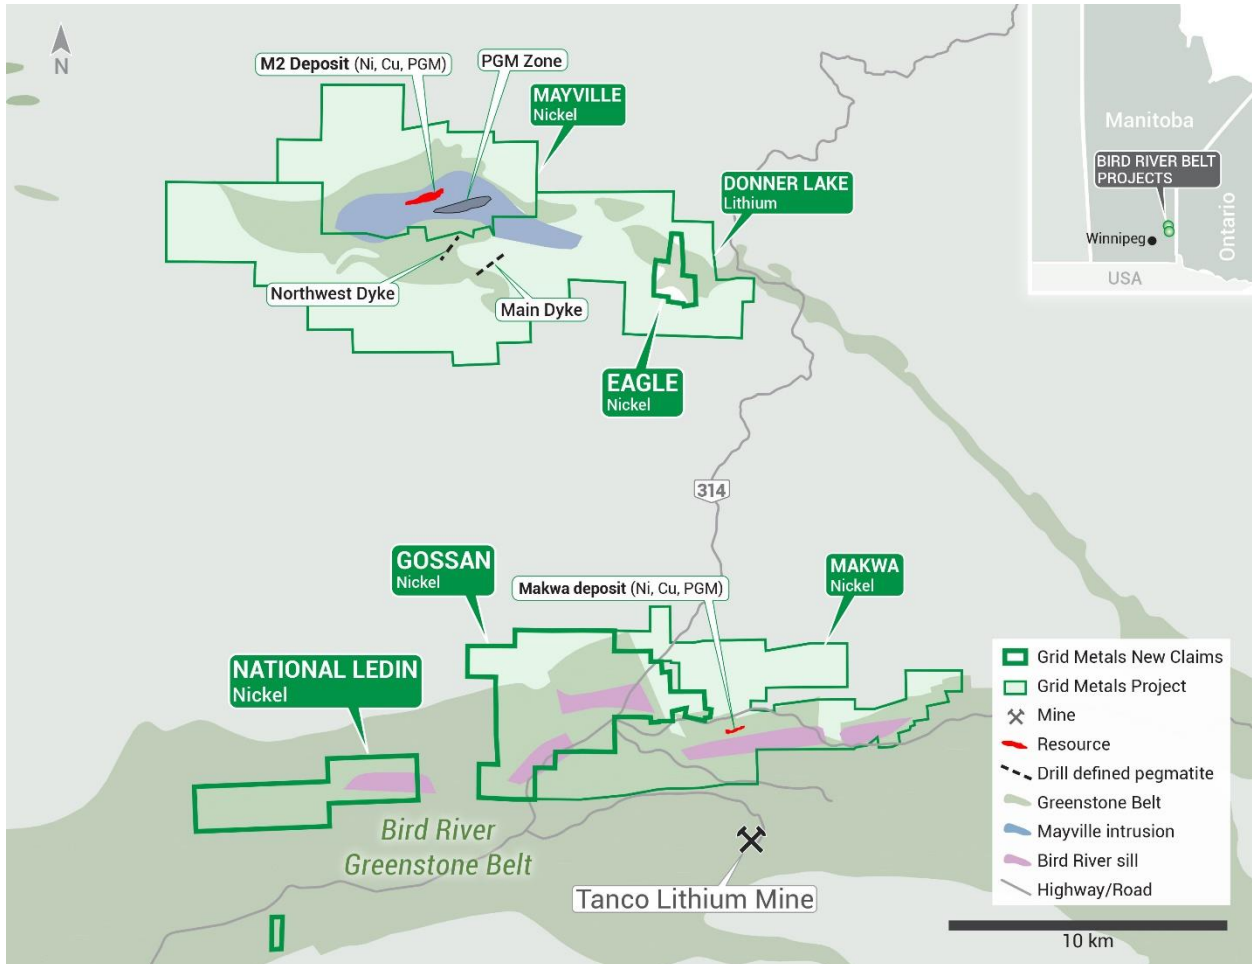 N
M2 Deposit (Ni, Cu, PGM)
PGM Zone
MAYVILLE
Nickel
DONNER LAKE
Lithium
Northwest Dyke
Main Dyke
EAGLE
Nickel
Manitoba
BIRD RIVER BELT
PROJECTS
Winnipeg
Ontario
USA
314
GOSSAN
Nickel
Makwa deposit (Ni, Cu, PGM)
MAKWA
Nickel
NATIONAL LEDIN
Nickel
Bird River
Greenstone Belt
Tanco Lithium Mine
Grid Metals New Claims
Grid Metals Project
Mine
Resource
Drill defined pegmatite
Greenstone Belt
Mayville intrusion
Bird River sill
Highway/Road
10 km